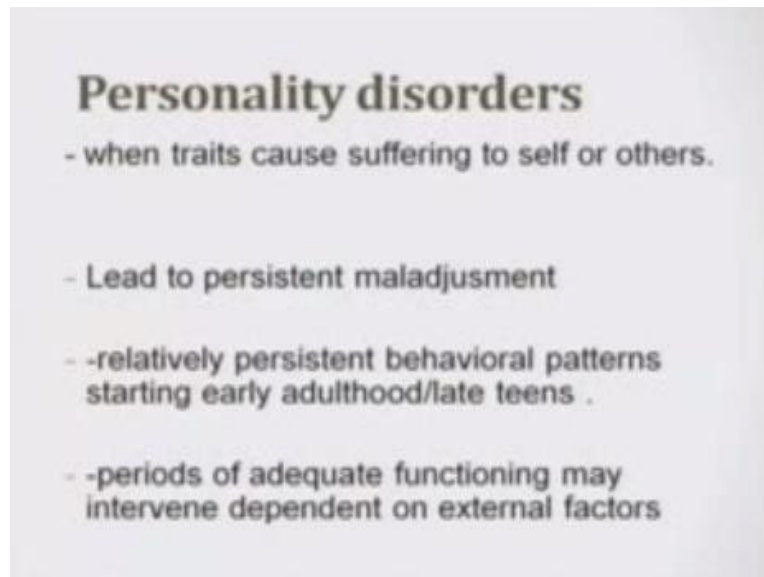 Personality disorders
- when traits cause suffering to self or others.
- Lead to persistent maladjusment
- -relatively persistent behavioral patterns
starting early adulthood/late teens .
- -periods of adequate functioning may
intervene dependent on external factors